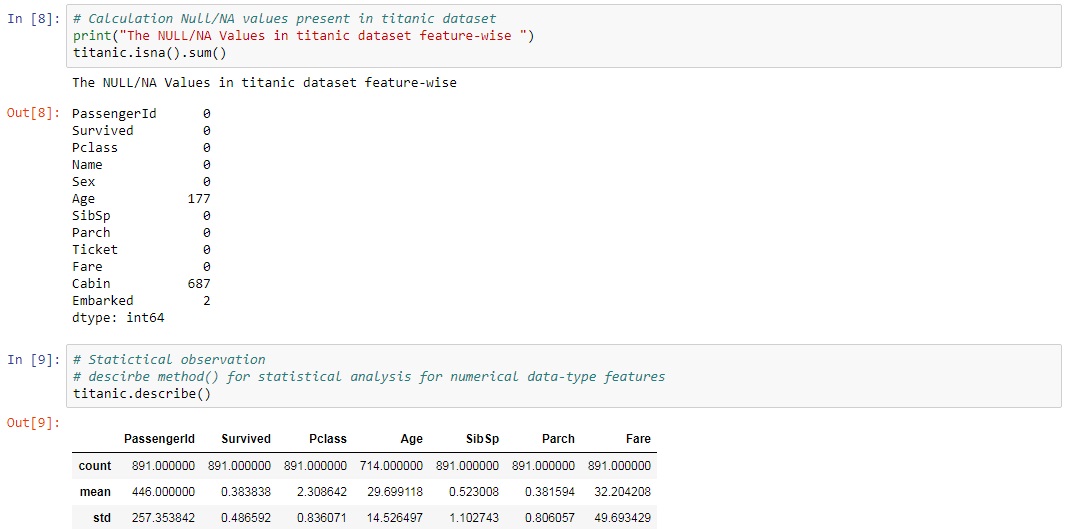 In [8]: # Calculation Null/NA values present in titanic dataset
print("The NULL/NA Values in titanic dataset feature-wise ")
titanic.isna().sum()
The NULL/NA Values in titanic dataset feature-wise
Out[8]: PassengerId 0
Survived 0
Pclass 0
Name 0
Sex 0
Age 177
SibSp 0
Parch 0
Ticket 0
Fare 0
Cabin 687
Embarked 2
dtype: int64
In [9]: # Statictical observation
# descirbe method() for statistical analysis for numerical data-type features
titanic.describe()
Out[9]:
PassengerId Survived Pclass Age SibSp Parch Fare
count 891.000000 891.000000 891.000000 714.000000 891.000000 891.000000 891.000000
mean 446.000000 0.383838 2.308642 29.699118 0.523008 0.381594 32.204208
std 257.353842 0.486592 0.836071 14.526497 1.102743 0.806057 49.693429